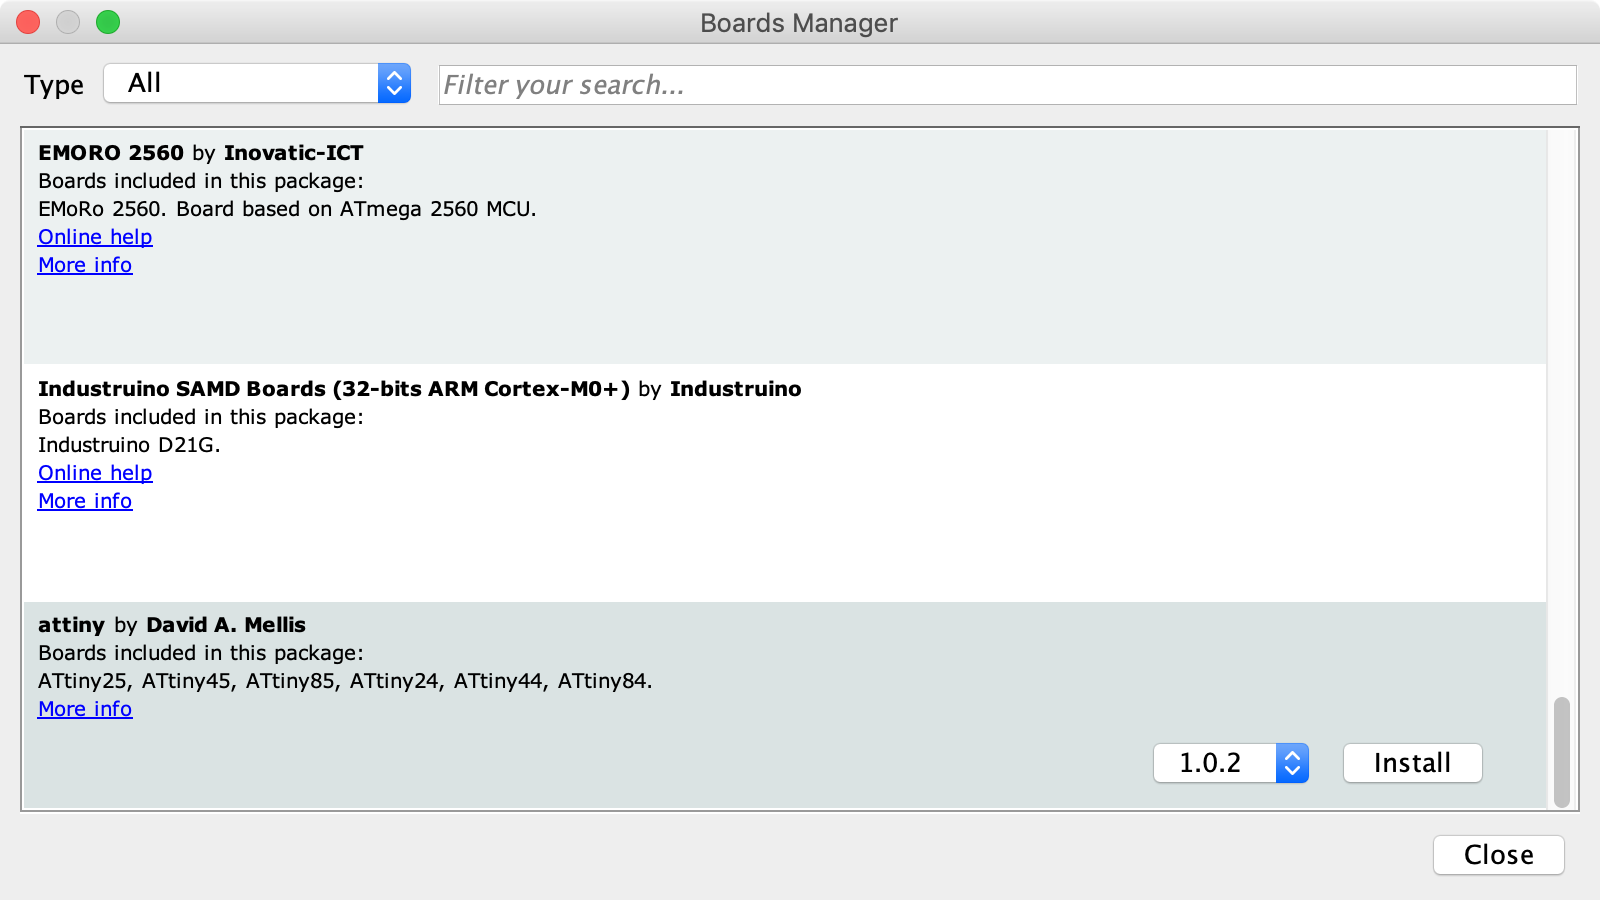 Boards Manager
Type All Filter your search...
EMORO 2560 by Inovatic-ICT
Boards included in this package:
EMoRo 2560. Board based on ATmega 2560 MCU.
Online help
More info
Industruino SAMD Boards (32-bits ARM Cortex-M0+) by Industruino
Boards included in this package:
Industruino D21G.
Online help
More info
attiny by David A. Mellis
Boards included in this package:
ATtiny25, ATtiny45, ATtiny85, ATtiny24, ATtiny44, ATtiny84.
More info
1.0.2 Install
Close